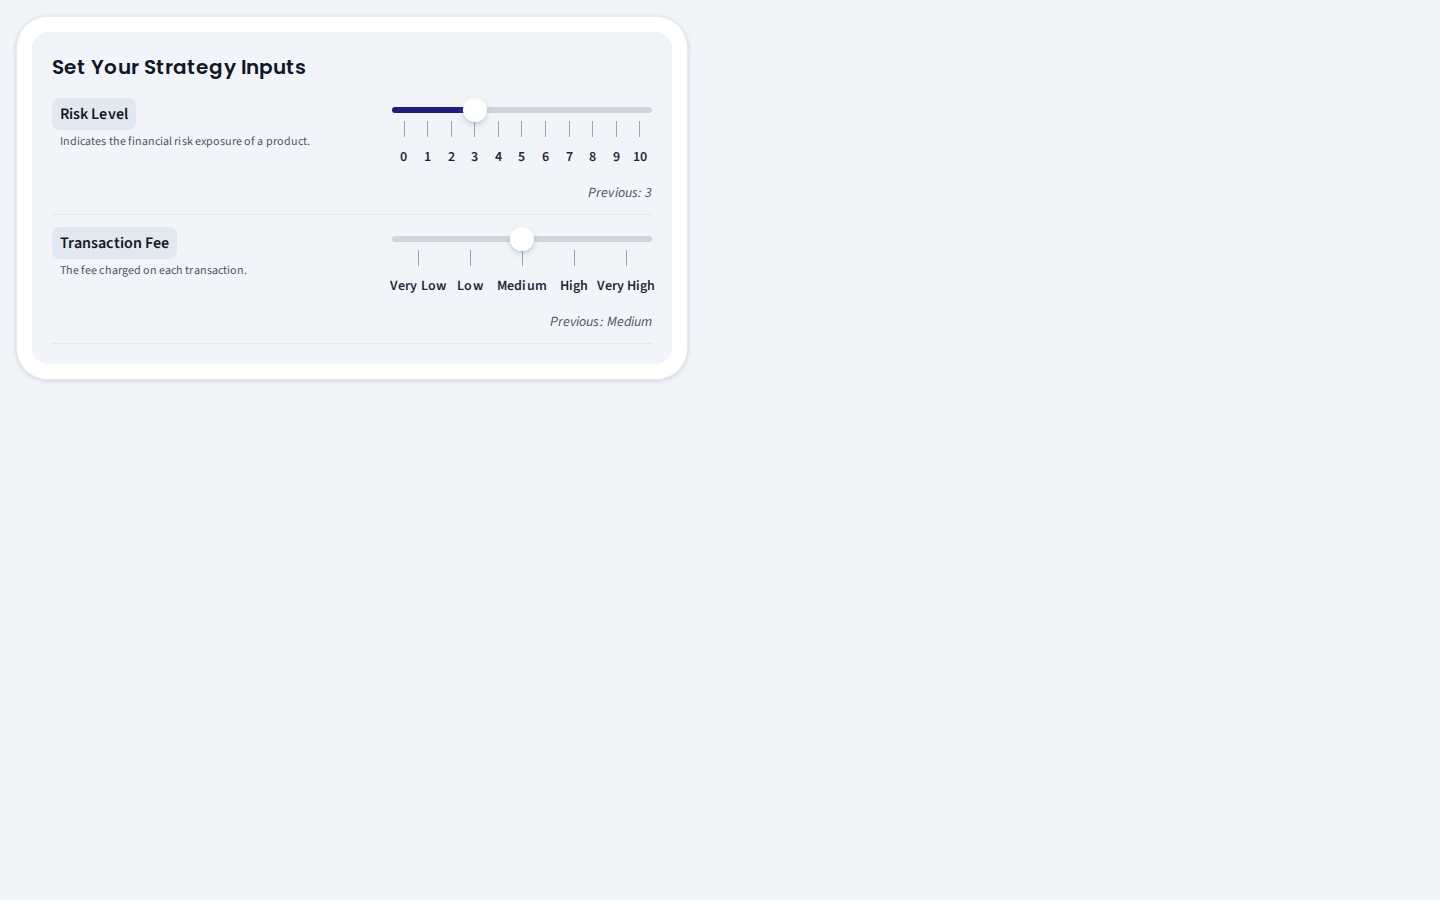 Set Your Strategy Inputs
Risk Level
Indicates the financial risk exposure of a product.
0 1 2 3 4 5 6 7 8 9 10
Previous: 3
Transaction Fee
The fee charged on each transaction.
Very Low Low Medium High Very High
Previous: Medium